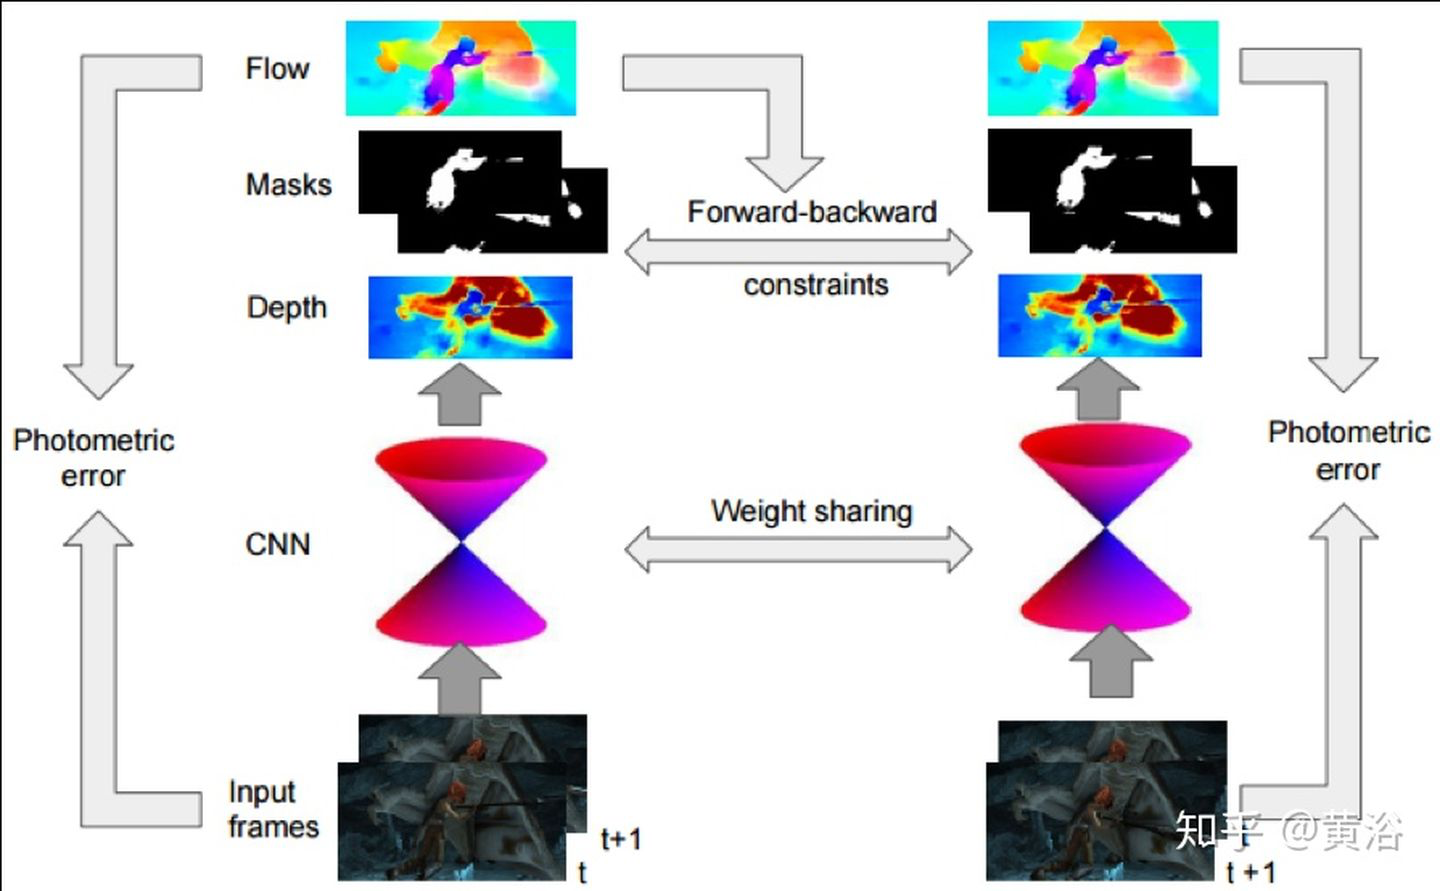 Flow
Masks
Forward-backward
constraints
Depth
Photometric
error
Photometric
error
CNN
Weight sharing
Input
frames
t+1
t
t
t +1
知乎 @黄浴